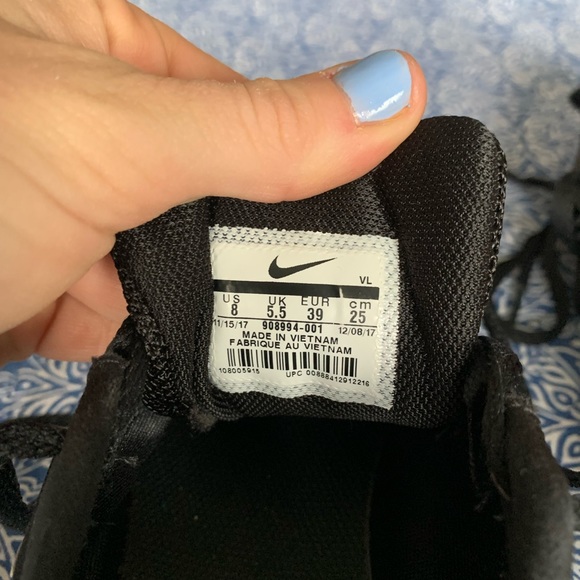 VL
US UK EUR cm
8 5.5 39 25
11/15/17 908994-001 12/08/17
MADE IN VIETNAM
FABRIQUE AU VIETNAM
108005915 UPC 00888412912216